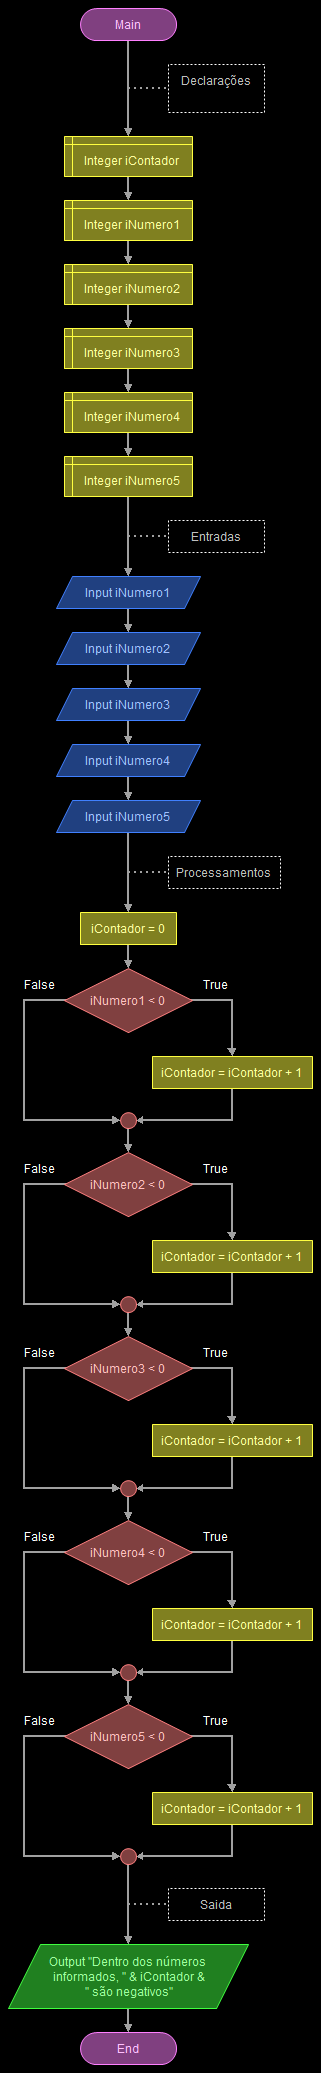 Main
Declarações
Integer iContador
Integer iNumero1
Integer iNumero2
Integer iNumero3
Integer iNumero4
Integer iNumero5
Entradas
Input iNumero1
Input iNumero2
Input iNumero3
Input iNumero4
Input iNumero5
Processamentos
iContador = 0
False
iNumero1 < 0
True
iContador = iContador + 1
False
iNumero2 < 0
True
iContador = iContador + 1
False
iNumero3 < 0
True
iContador = iContador + 1
False
iNumero4 < 0
True
iContador = iContador + 1
False
iNumero5 < 0
True
iContador = iContador + 1
Saida
Output "Dentro dos números
informados, " & iContador &
" são negativos"
End